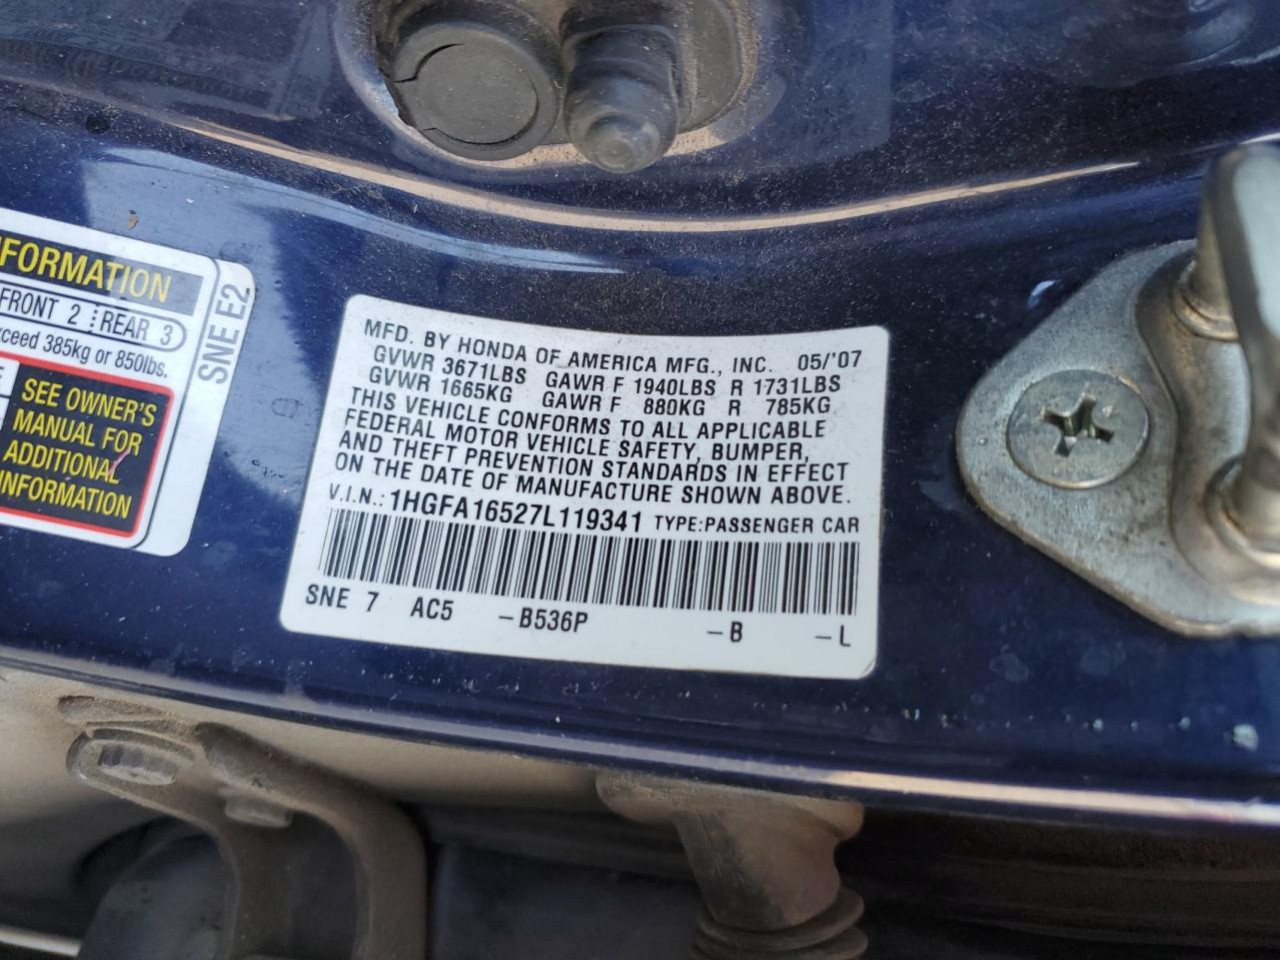 NFORMATION
FRONT 2 REAR 3
xceed 385kg or 850lbs.
SEE OWNER'S
MANUAL FOR
ADDITIONAL
INFORMATION
SNE E2
MFD. BY HONDA OF AMERICA MFG., INC. 05/'07
GVWR 3671LBS GAWR F 1940LBS R 1731LBS
GVWR 1665KG GAWR F 880KG R 785KG
THIS VEHICLE CONFORMS TO ALL APPLICABLE
FEDERAL MOTOR VEHICLE SAFETY, BUMPER,
AND THEFT PREVENTION STANDARDS IN EFFECT
ON THE DATE OF MANUFACTURE SHOWN ABOVE.
V.I.N.: 1HGFA16527L119341 TYPE:PASSENGER CAR
SNE 7 AC5 -B536P -B -L